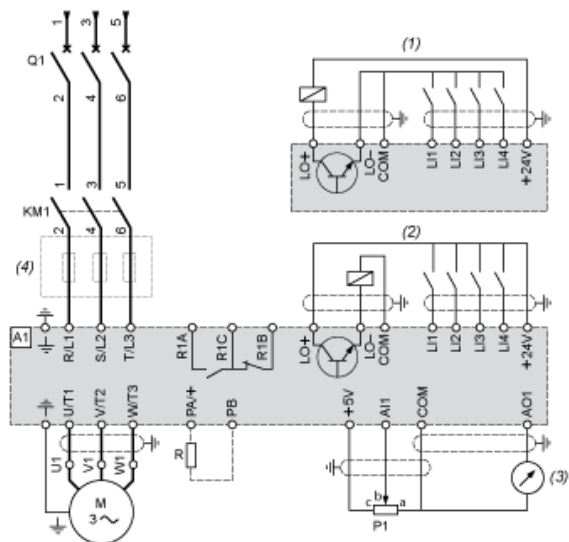 1 3 5
Q1
2 4 6
1 3 5
KM1
2 4 6
(4)
A1
R/L1 S/L2 T/L3
R1A R1C R1B
U/T1 V/T2 W/T3
PA/+ PB
U1 V1 W1
R
M
3
(1)
LO+ LO- COM LI1 LI2 LI3 LI4 +24V
(2)
LO+ LO- COM LI1 LI2 LI3 LI4 +24V
+5V AI1 COM AO1
c b a
P1
(3)